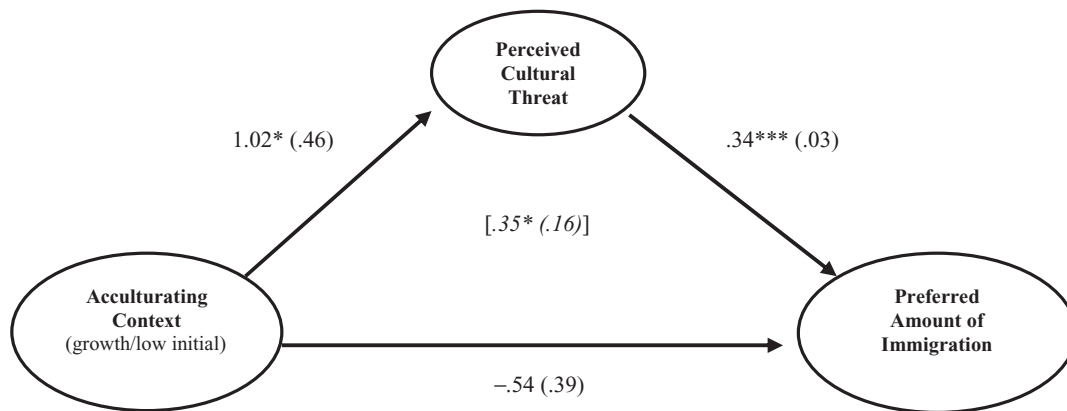 Perceived
Cultural
Threat
1.02* (.46)
.34*** (.03)
[.35* (.16)]
Acculturating
Context
(growth/low initial)
Preferred
Amount of
Immigration
−.54 (.39)